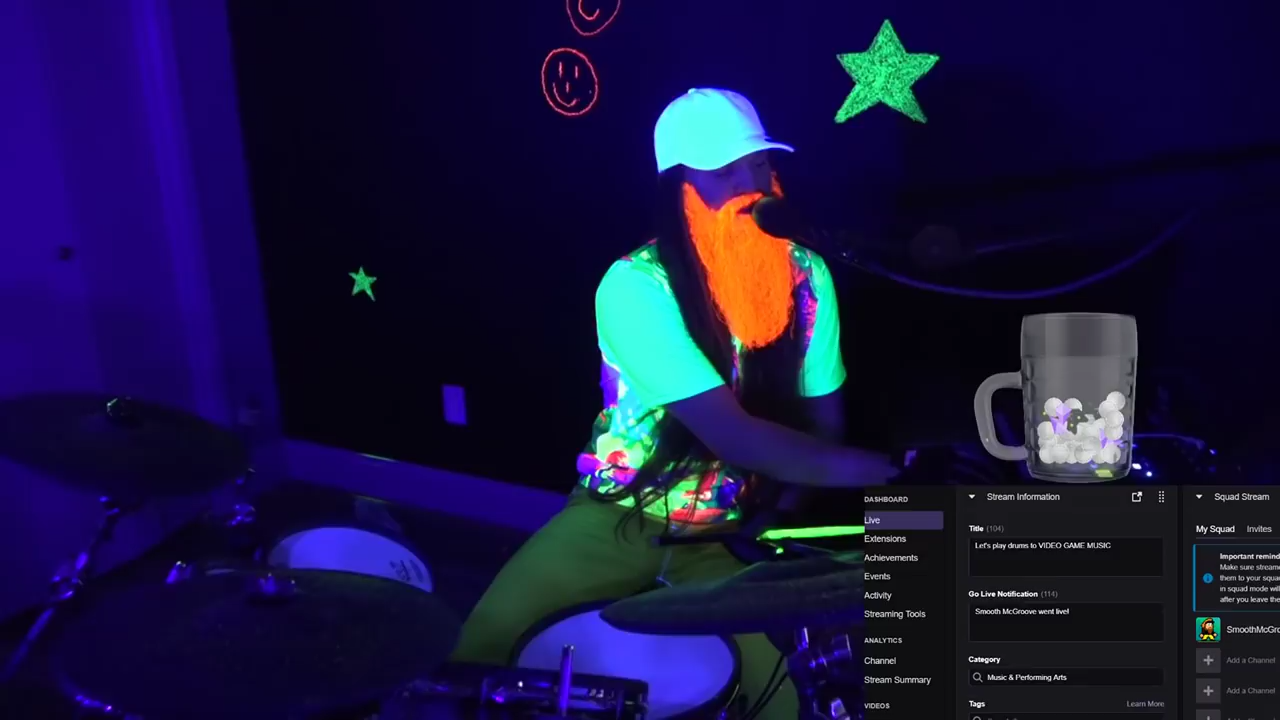 DASHBOARD
Live
Extensions
Achievements
Events
Activity
Streaming Tools
ANALYTICS
Channel
Stream Summary
VIDEOS
Stream Information
Title (104)
Let's play drums to VIDEO GAME MUSIC
Go Live Notification (114)
Smooth McGroove went live!
Category
Music & Performing Arts
Tags
Learn More
Squad Stream
My Squad Invites
Important remind
Make sure stream
them to your squa
in squad mode wil
after you leave the
SmoothMcGro
Add a Channel
Add a Channel